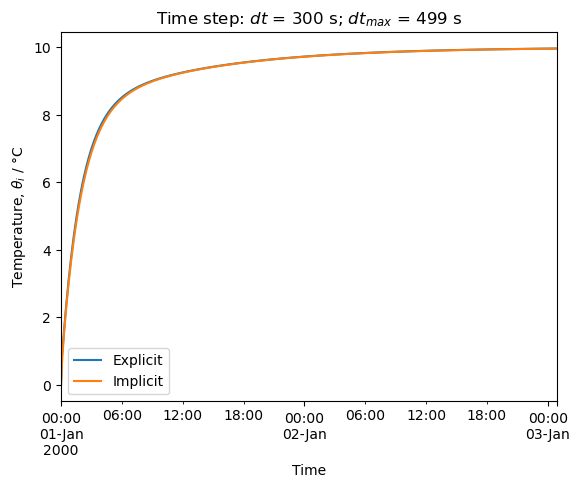 Time step: dt = 300 s; dt_max = 499 s
10
8
6
4
2
0
Temperature, θ_i / °C
Explicit
Implicit
00:00 06:00 12:00 18:00 00:00 06:00 12:00 18:00 00:00
01-Jan 02-Jan 03-Jan
2000
Time